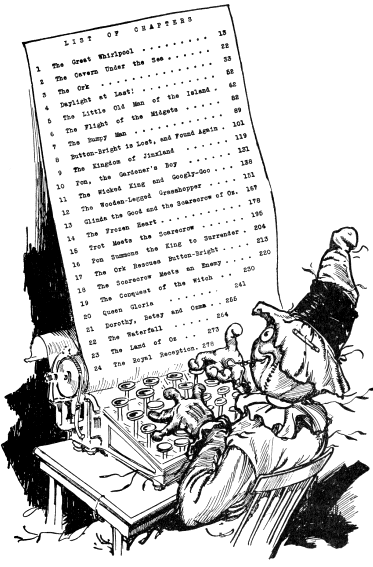 LIST OF CHAPTERS
1 The Great Whirlpool . . . . . . . . . 13
2 The Cavern Under the Sea . . . . . . 22
3 The Ork . . . . . . . . . . . . . 33
4 Daylight at Last! . . . . . . . . . 52
5 The Little Old Man of the Island . . 62
6 The Flight of the Midgets . . . . . 82
7 The Bumpy Man . . . . . . . . . . 89
8 Button-Bright is Lost, and Found Again . 101
9 The Kingdom of Jinxland . . . . . . 119
10 Pon, the Gardener's Boy . . . . . . 131
11 The Wicked King and Googly-Goo . . . 138
12 The Wooden-Legged Grasshopper . . . . 151
13 Glinda the Good and the Scarecrow of Oz. 167
14 The Frozen Heart . . . . . . . . . 178
15 Trot Meets the Scarecrow . . . . . . 195
16 Pon Summons the King to Surrender . 204
17 The Ork Rescues Button-Bright . . . 213
18 The Scarecrow Meets an Enemy . . . . 220
19 The Conquest of the Witch . . . . 230
20 Queen Gloria . . . . . . . 241
21 Dorothy, Betsy and Ozma . . . 255
22 The Waterfall . . . . . 264
23 The Land of Oz . . . 273
24 The Royal Reception. 278